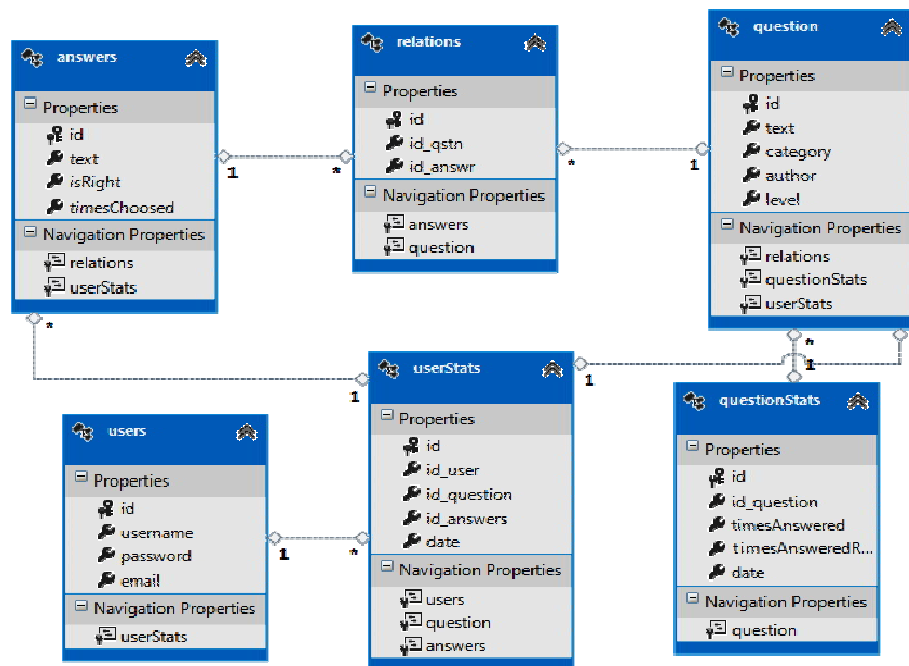 answers
Properties
id
text
isRight
timesChoosed
Navigation Properties
relations
userStats
relations
Properties
id
id_qstn
id_answr
Navigation Properties
answers
question
question
Properties
id
text
category
author
level
Navigation Properties
relations
questionStats
userStats
1
*
*
1
*
1
1
*
1
users
Properties
id
username
password
email
Navigation Properties
userStats
1
*
userStats
Properties
id
id_user
id_question
id_answers
date
Navigation Properties
users
question
answers
questionStats
Properties
id
id_question
timesAnswered
timesAnsweredR...
date
Navigation Properties
question